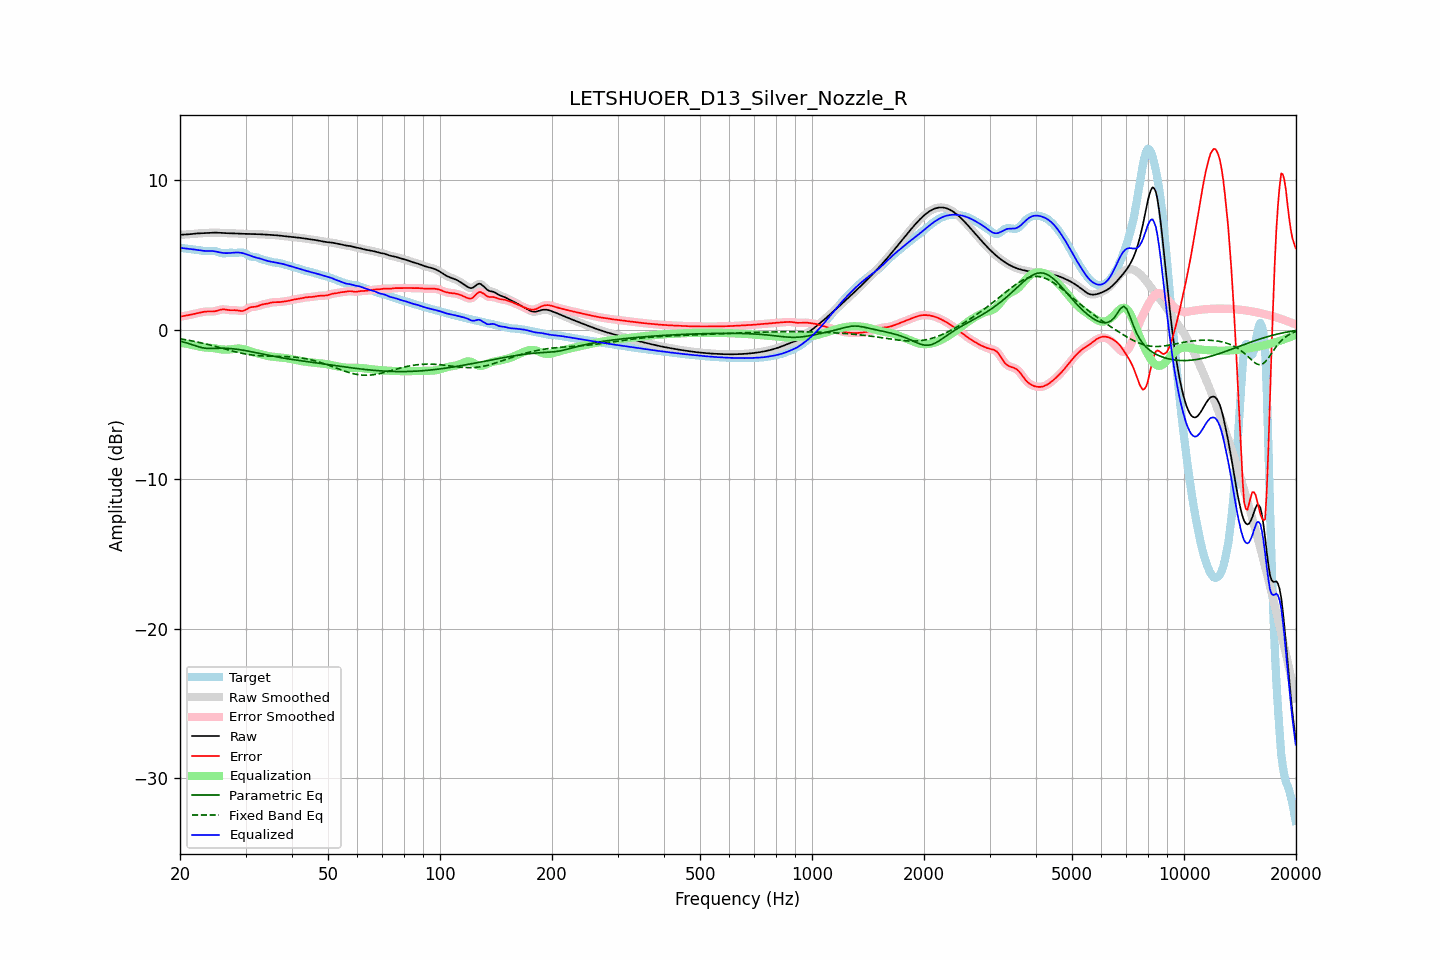 LETSHUOER_D13_Silver_Nozzle_R
10
0
−10
−20
−30
Amplitude (dBr)
Target
Raw Smoothed
Error Smoothed
Raw
Error
Equalization
Parametric Eq
Fixed Band Eq
Equalized
20 50 100 200 500 1000 2000 5000 10000 20000
Frequency (Hz)